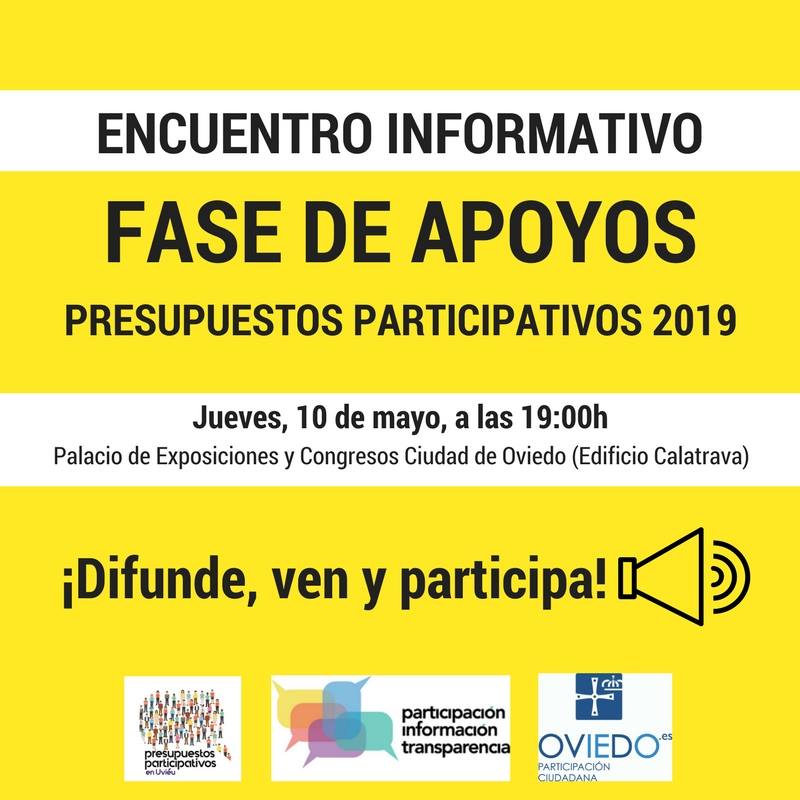 ENCUENTRO INFORMATIVO
FASE DE APOYOS
PRESUPUESTOS PARTICIPATIVOS 2019
Jueves, 10 de mayo, a las 19:00h
Palacio de Exposiciones y Congresos Ciudad de Oviedo (Edificio Calatrava)
¡Difunde, ven y participa!
presupuestos
participativos
en Uviéu
participación
información
transparencia
OVIEDO.es
PARTICIPACIÓN
CIUDADANA